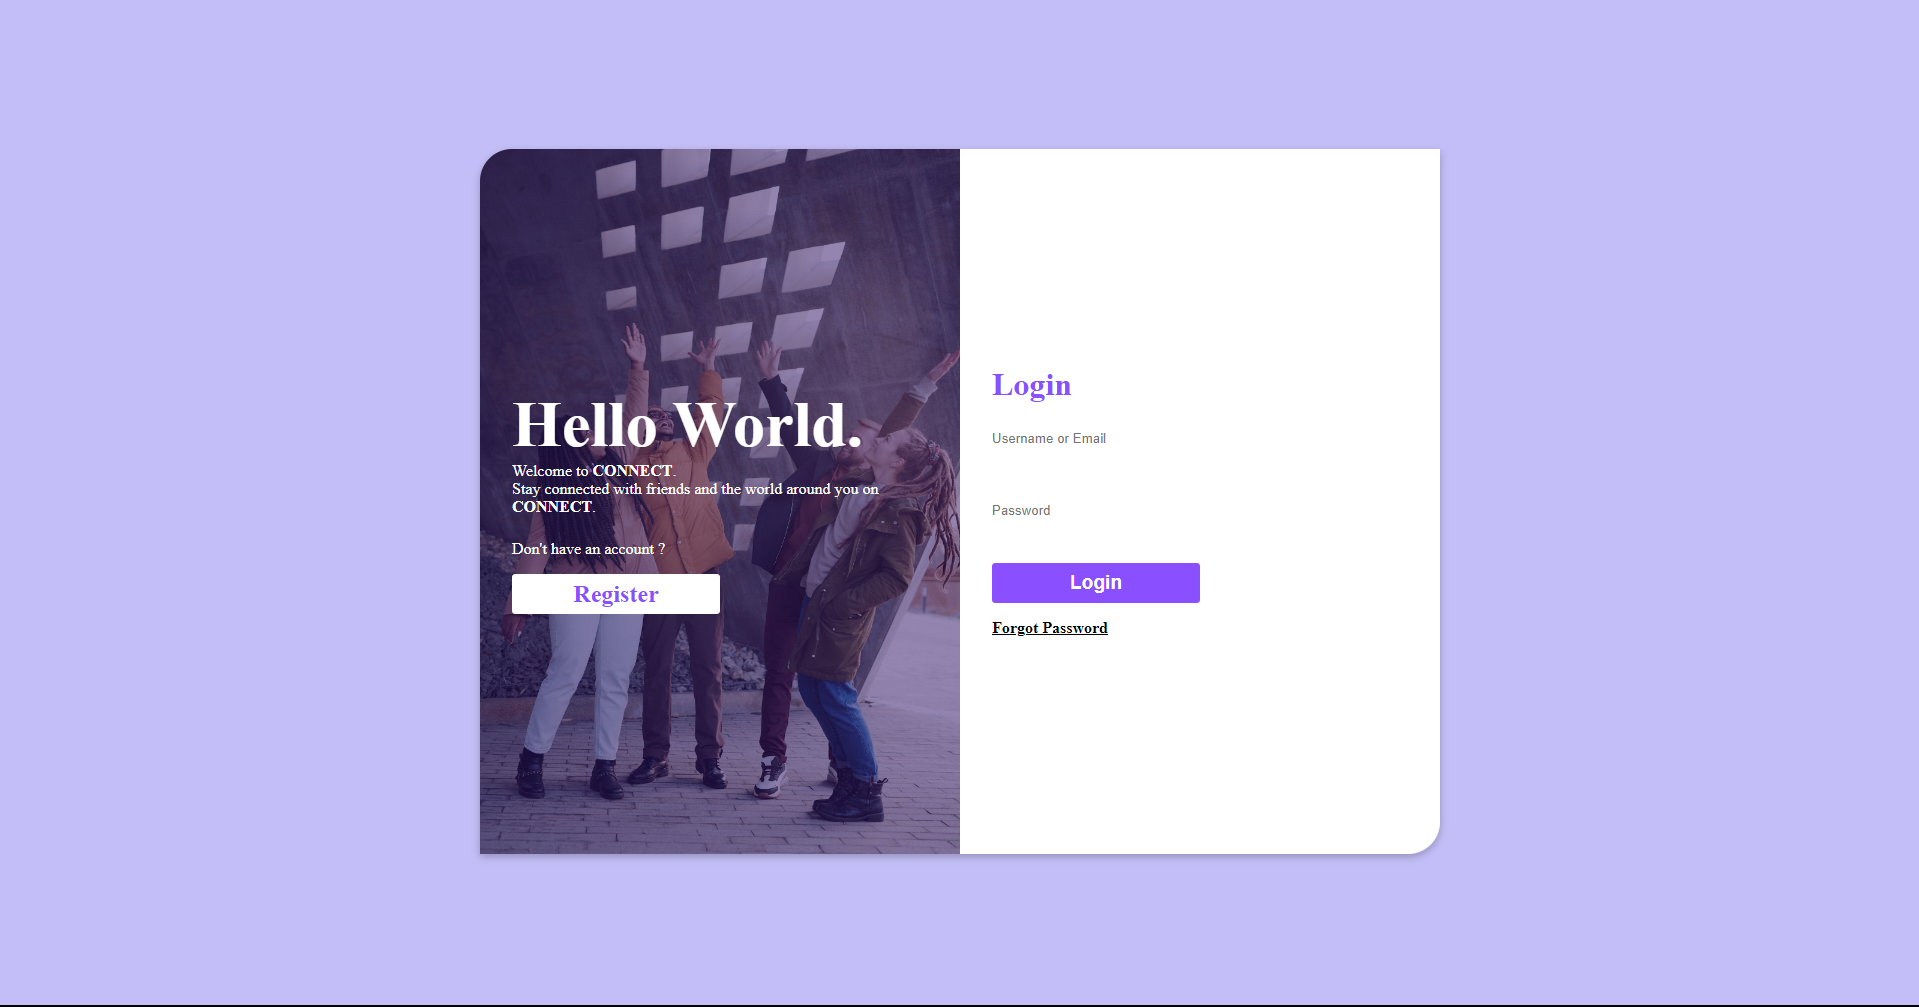 Hello World.
Welcome to CONNECT.
Stay connected with friends and the world around you on
CONNECT.
Don't have an account ?
Register
Login
Username or Email
Password
Login
Forgot Password